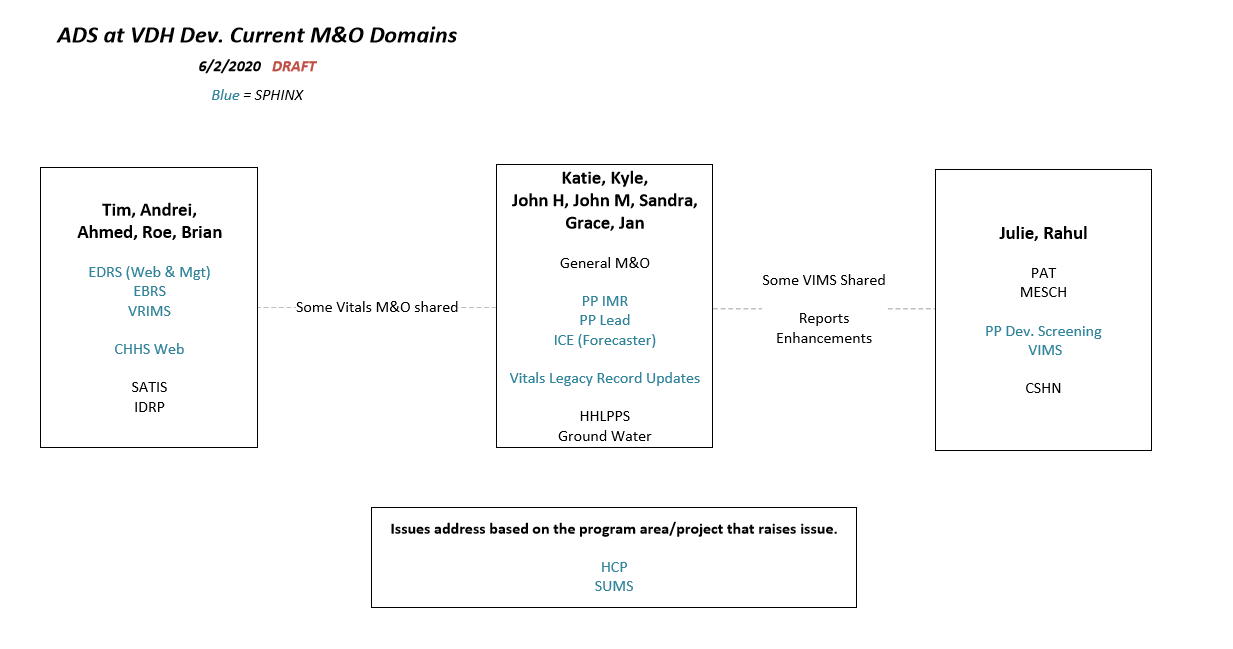 ADS at VDH Dev. Current M&O Domains
6/2/2020 DRAFT
Blue = SPHINX
Tim, Andrei,
Ahmed, Roe, Brian
EDRS (Web & Mgt)
EBRS
VRIMS
CHHS Web
SATIS
IDRP
Some Vitals M&O shared
Katie, Kyle,
John H, John M, Sandra,
Grace, Jan
General M&O
PP IMR
PP Lead
ICE (Forecaster)
Vitals Legacy Record Updates
HHLPPS
Ground Water
Some VIMS Shared
Reports
Enhancements
Julie, Rahul
PAT
MESCH
PP Dev. Screening
VIMS
CSHN
Issues address based on the program area/project that raises issue.
HCP
SUMS